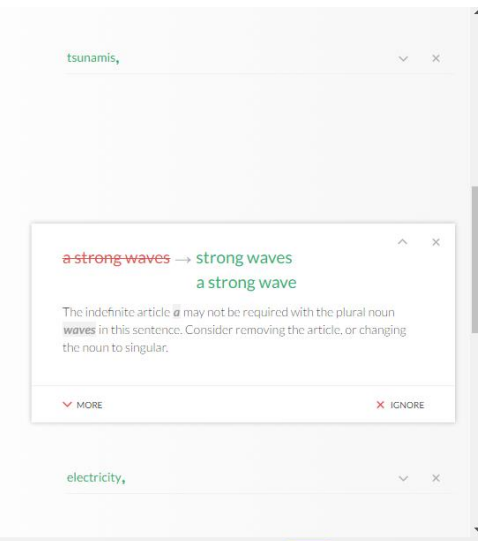 tsunamis,
a strong waves → strong waves
a strong wave
The indefinite article a may not be required with the plural noun
waves in this sentence. Consider removing the article, or changing
the noun to singular.
MORE IGNORE
electricity,